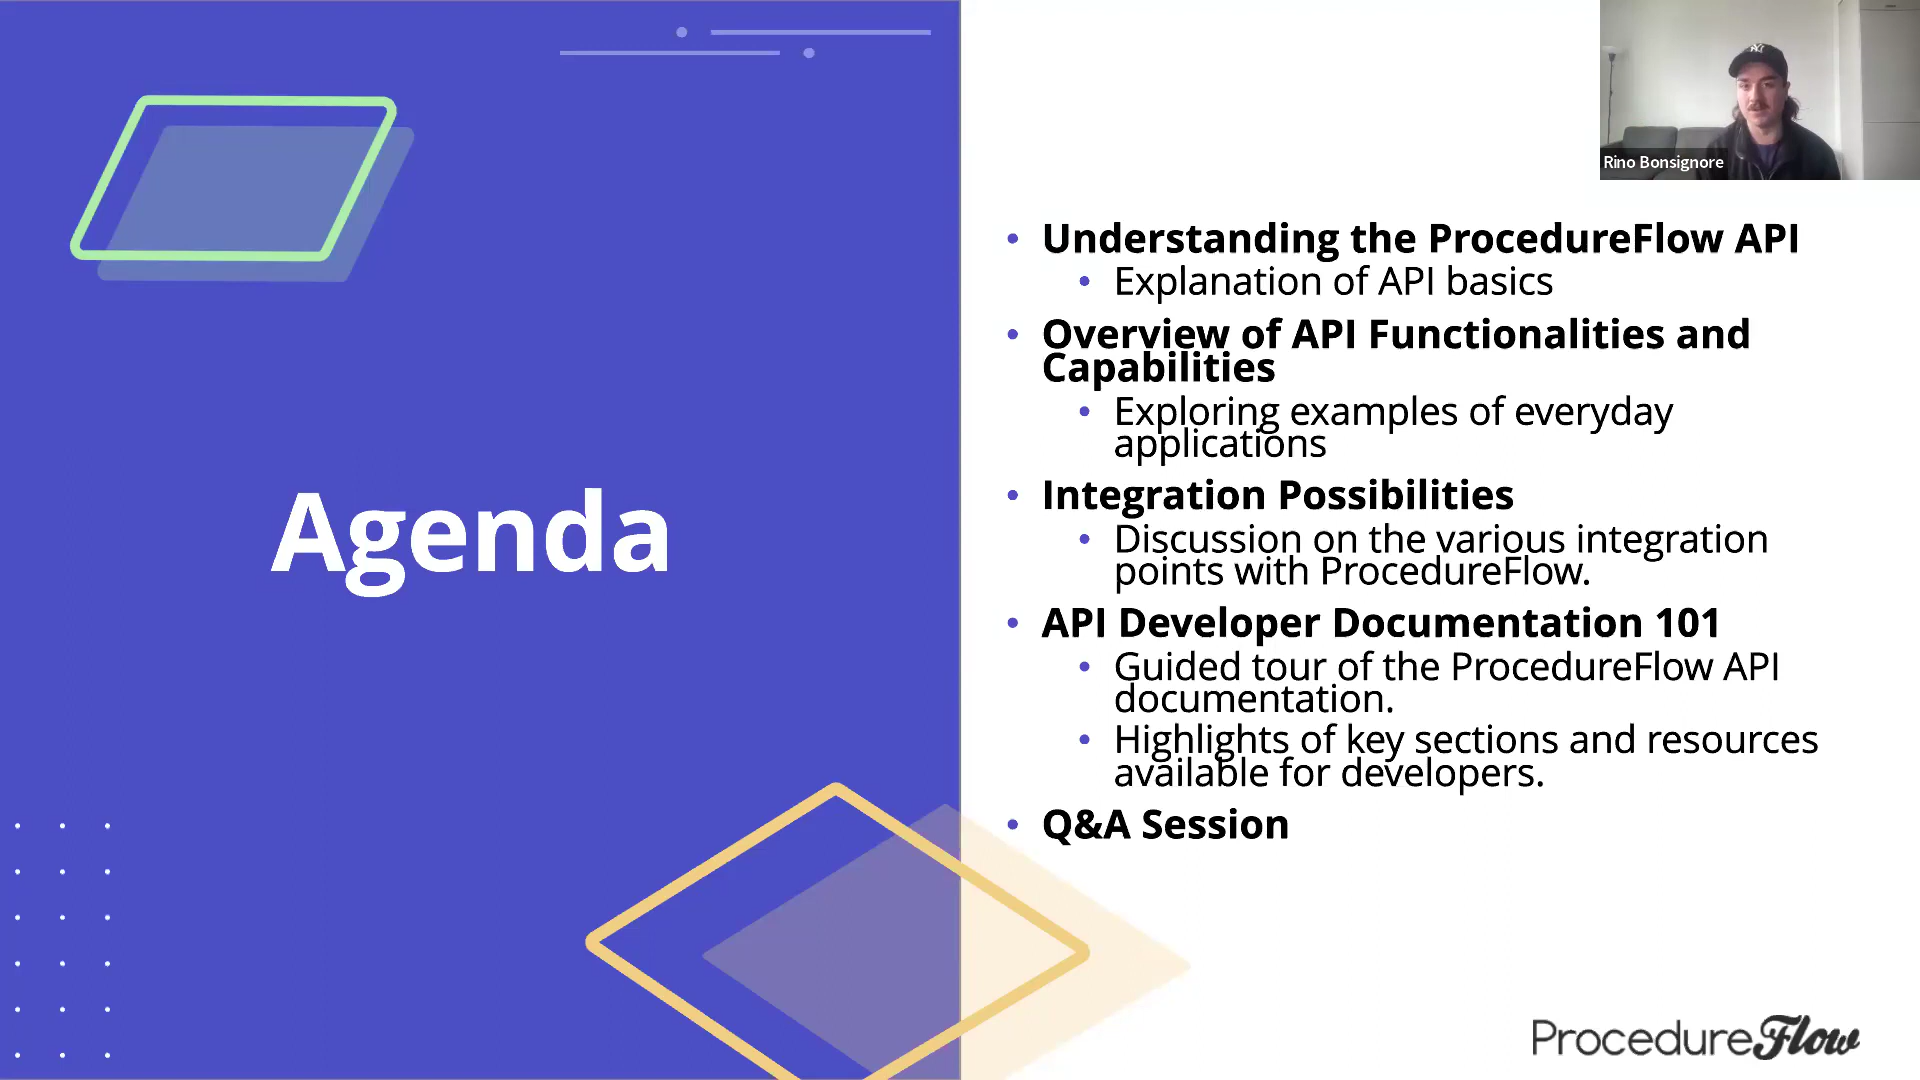 Rino Bonsignore
Agenda
Understanding the ProcedureFlow API
Explanation of API basics
Overview of API Functionalities and
Capabilities
Exploring examples of everyday
applications
Integration Possibilities
Discussion on the various integration
points with ProcedureFlow.
API Developer Documentation 101
Guided tour of the ProcedureFlow API
documentation.
Highlights of key sections and resources
available for developers.
Q&A Session
ProcedureFlow